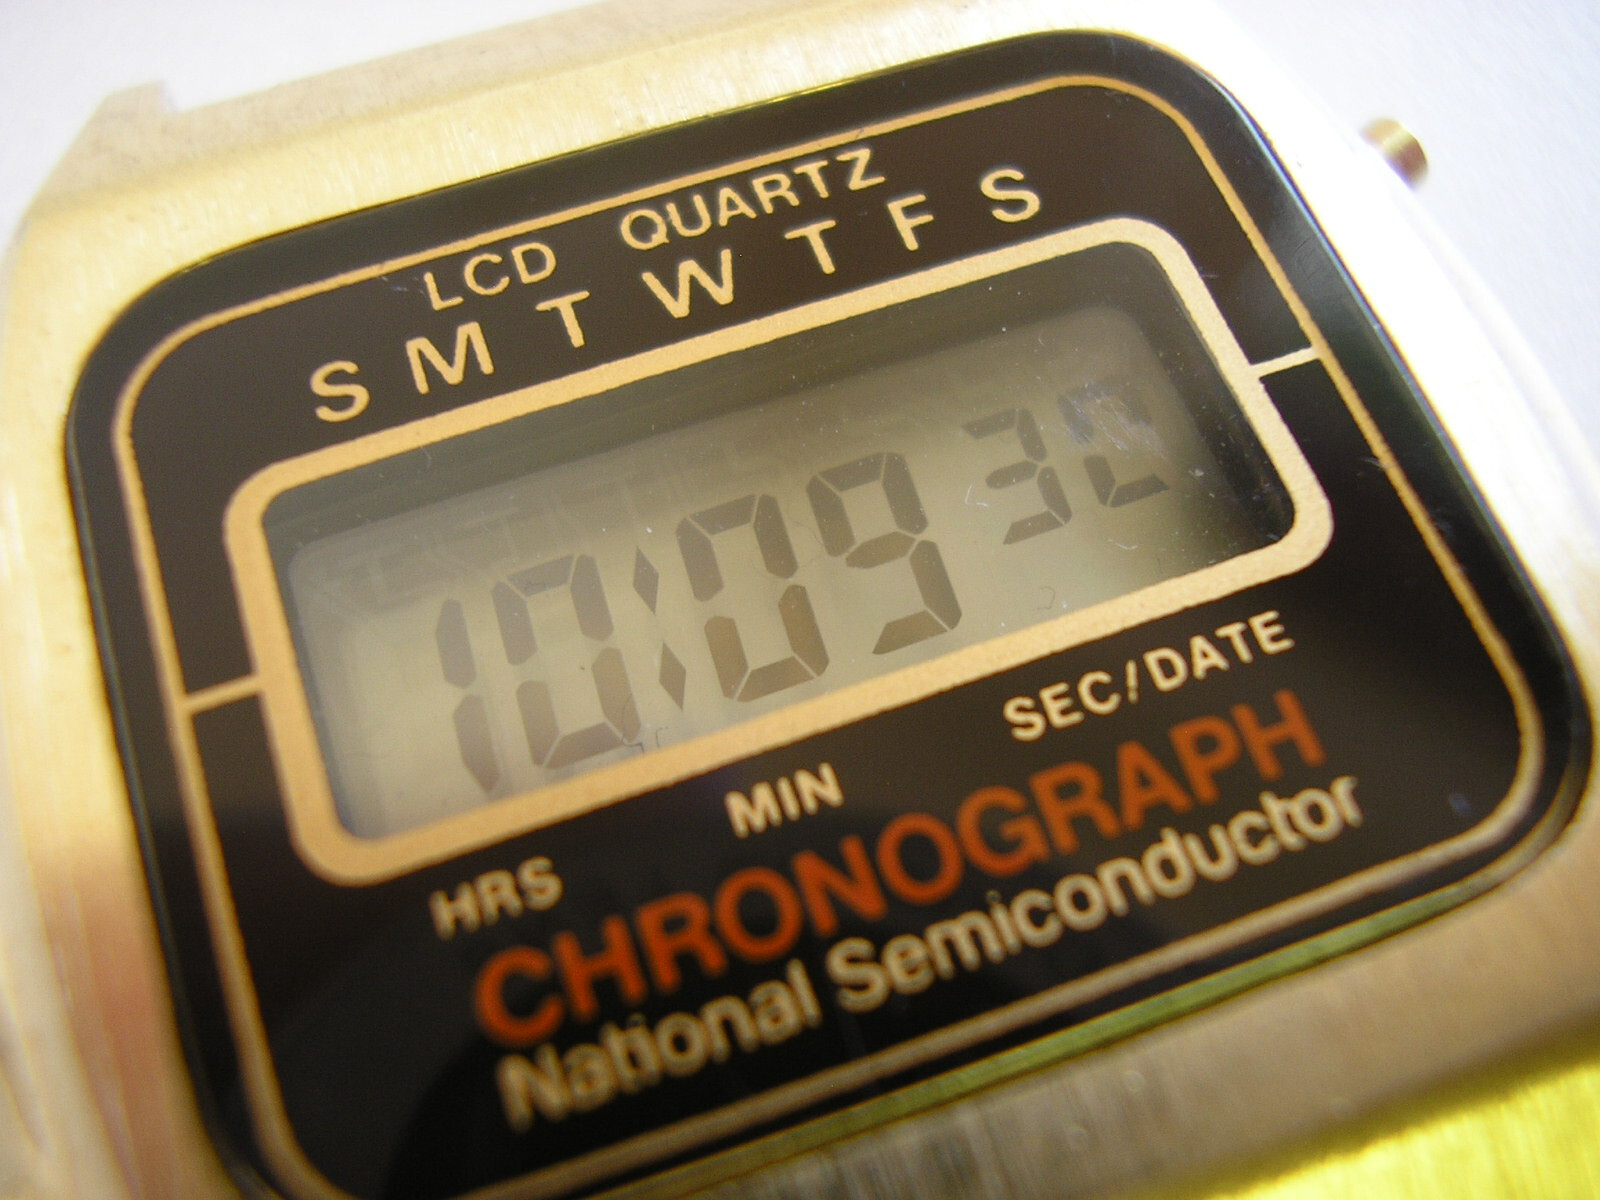 LCD QUARTZ
S M T W T F S
10:09 32
HRS MIN SEC/DATE
CHRONOGRAPH
National Semiconductor